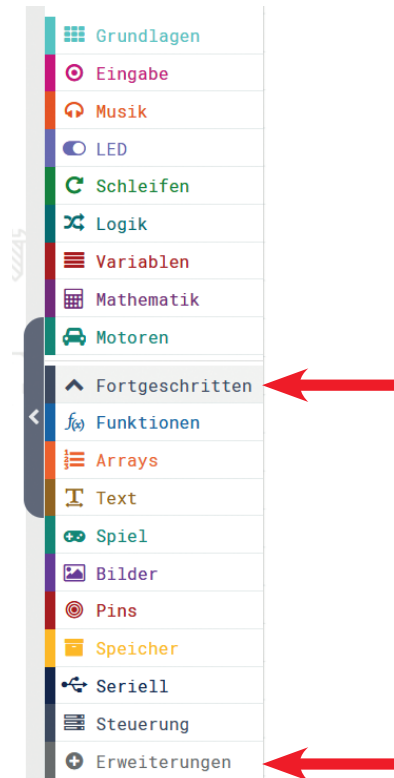 Grundlagen
Eingabe
Musik
LED
Schleifen
Logik
Variablen
Mathematik
Motoren
Fortgeschritten
f(x) Funktionen
Arrays
Text
Spiel
Bilder
Pins
Speicher
Seriell
Steuerung
Erweiterungen